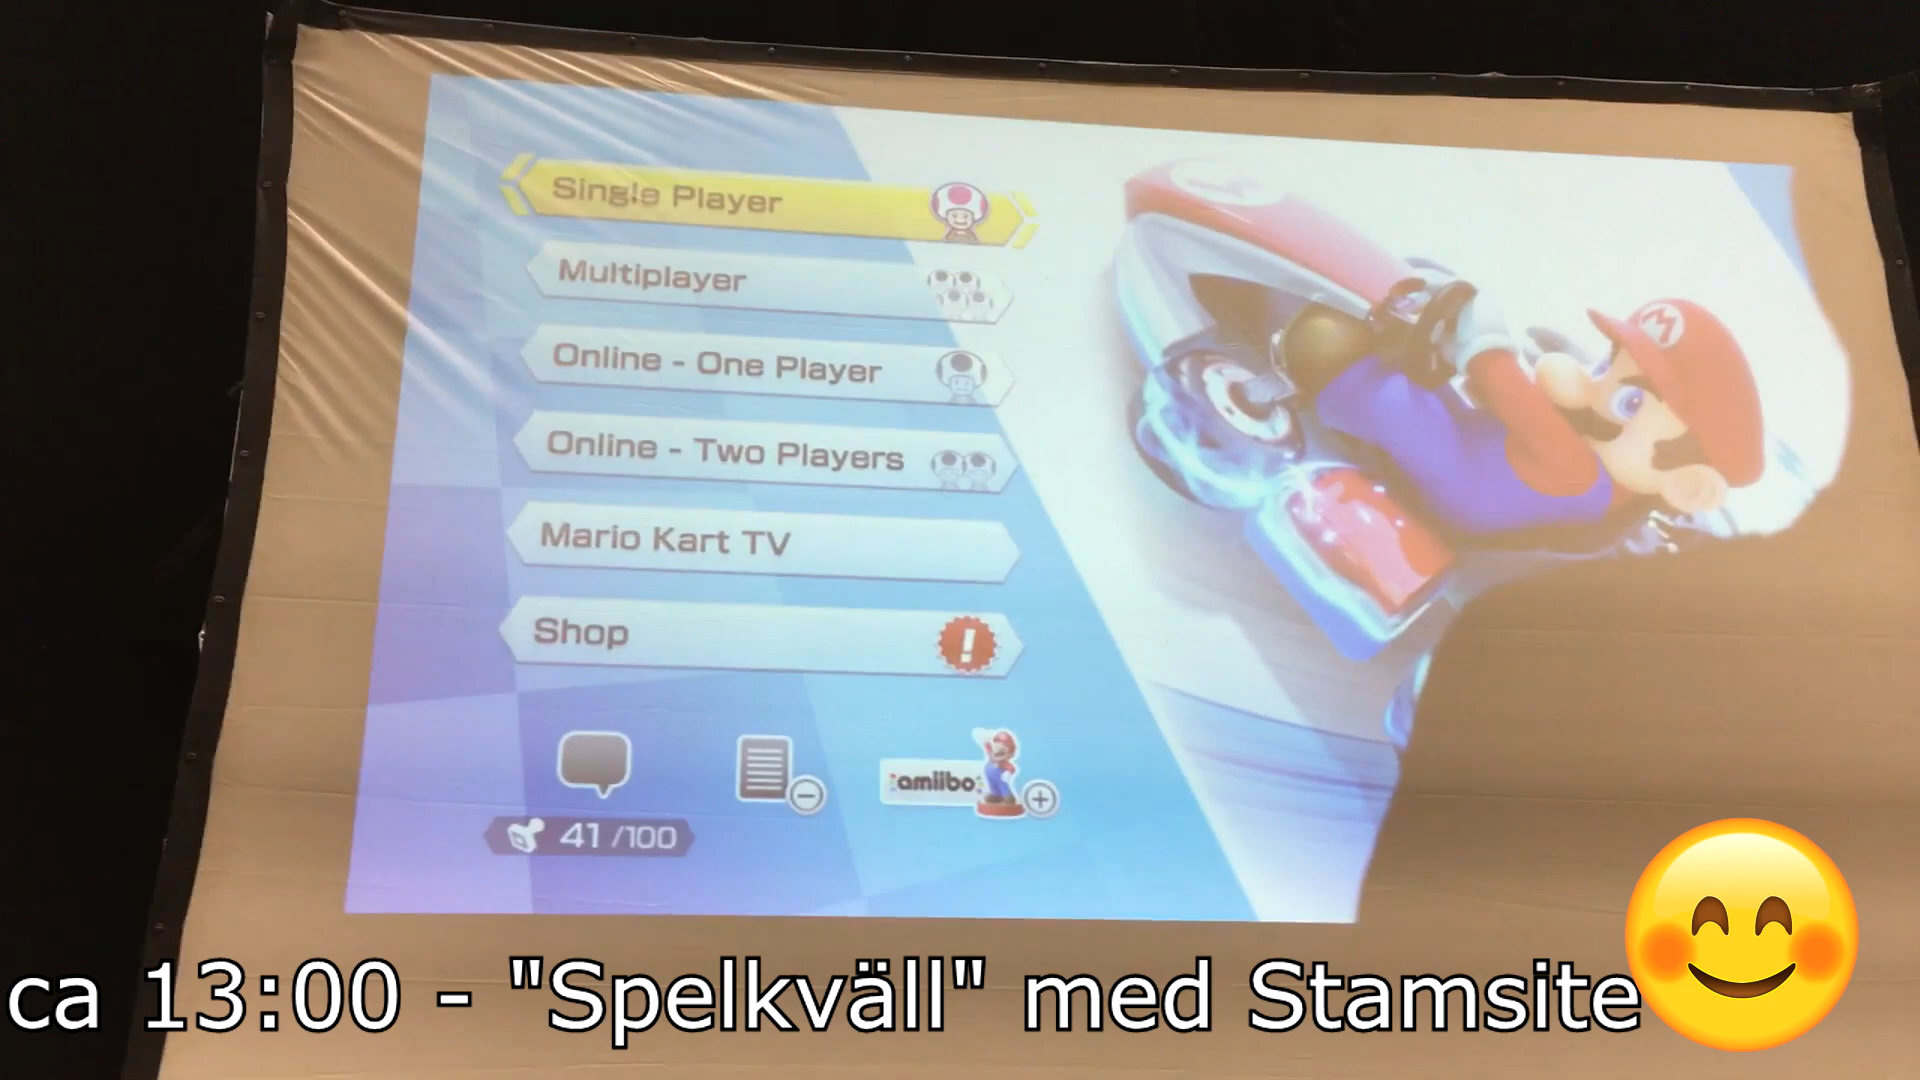 Single Player
Multiplayer
Online - One Player
Online - Two Players
Mario Kart TV
Shop
!
amiibo
41 /100
M
ca 13:00 - "Spelkväll" med Stamsite